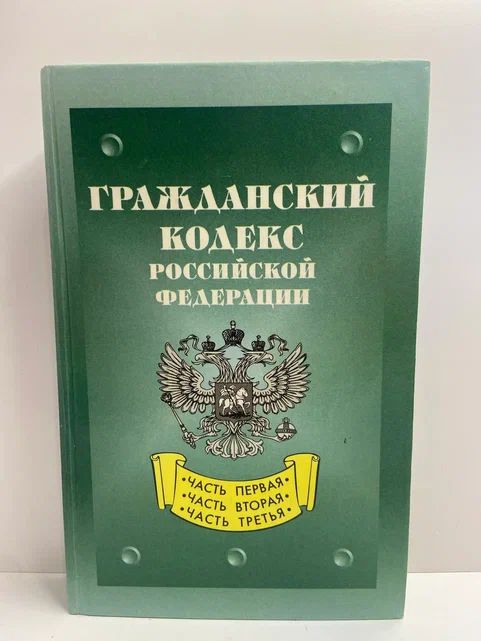 ГРАЖДАНСКИЙ
КОДЕКС
РОССИЙСКОЙ
ФЕДЕРАЦИИ
•ЧАСТЬ ПЕРВАЯ•
•ЧАСТЬ ВТОРАЯ•
•ЧАСТЬ ТРЕТЬЯ•